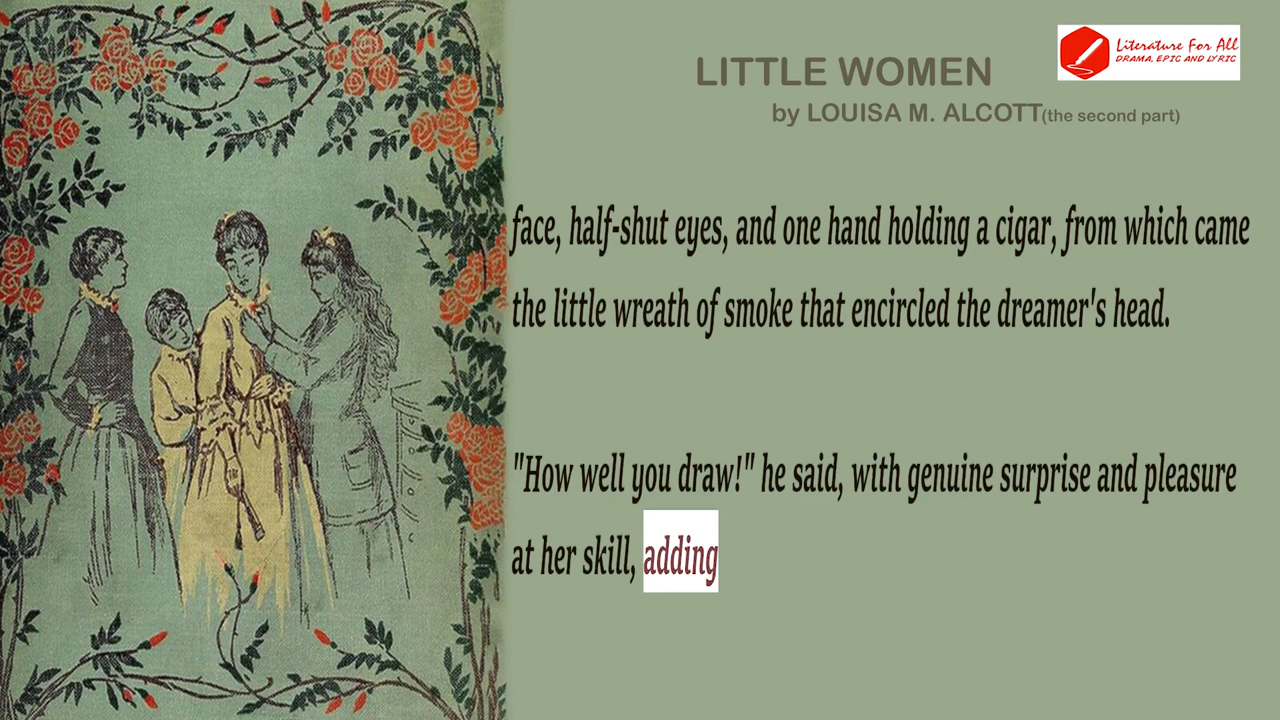 LITTLE WOMEN
by LOUISA M. ALCOTT(the second part)
Literature For All
DRAMA, EPIC AND LYRIC
face, half-shut eyes, and one hand holding a cigar, from which came
the little wreath of smoke that encircled the dreamer's head.
"How well you draw!" he said, with genuine surprise and pleasure
at her skill, adding